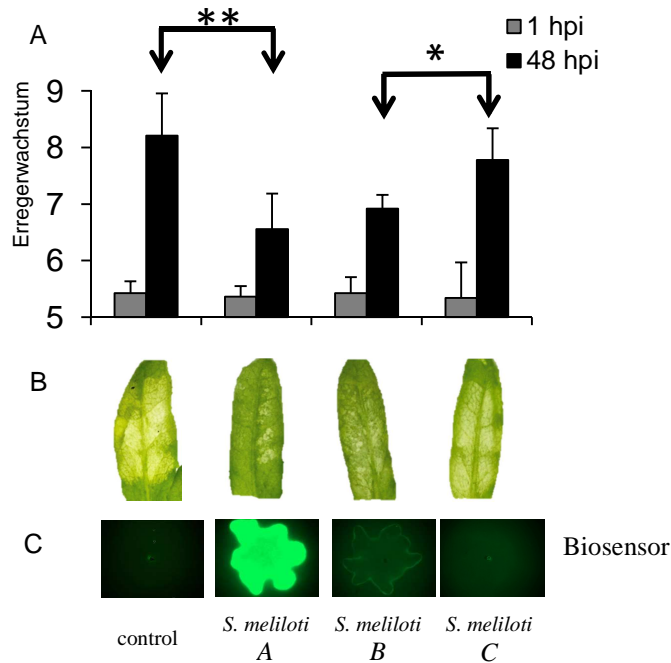 A
**
1 hpi
48 hpi
*
Erregerwachstum
9
8
7
6
5
B
C
Biosensor
control
S. meliloti
A
S. meliloti
B
S. meliloti
C